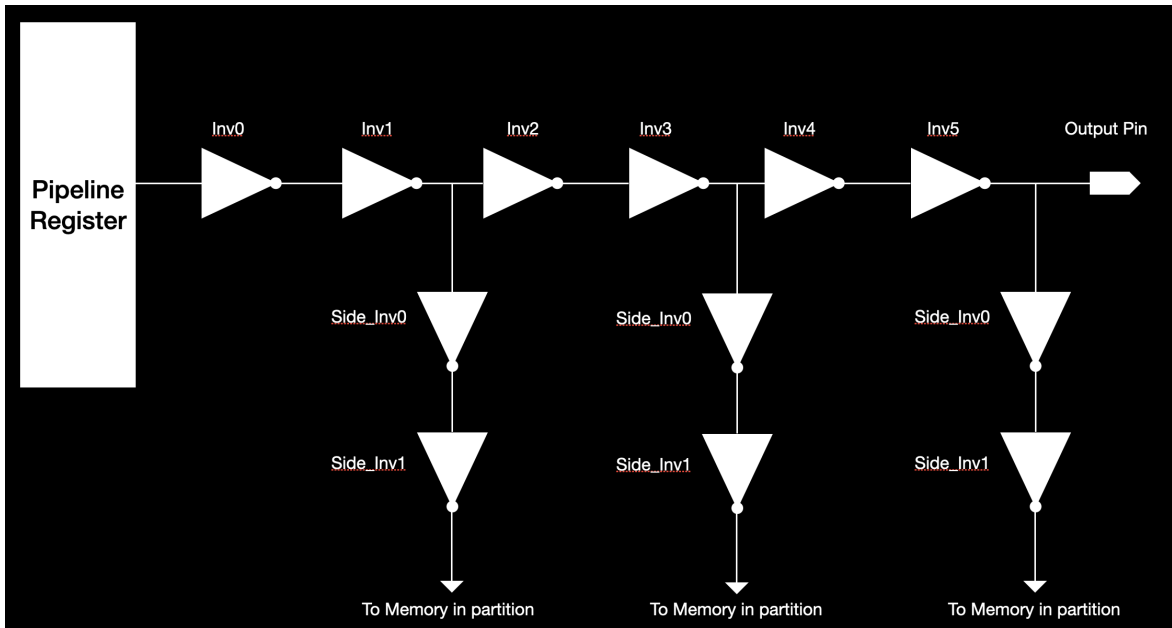 Inv0
Inv1
Inv2
Inv3
Inv4
Inv5
Output Pin
Pipeline
Register
Side_Inv0
Side_Inv0
Side_Inv0
Side_Inv1
Side_Inv1
Side_Inv1
To Memory in partition
To Memory in partition
To Memory in partition